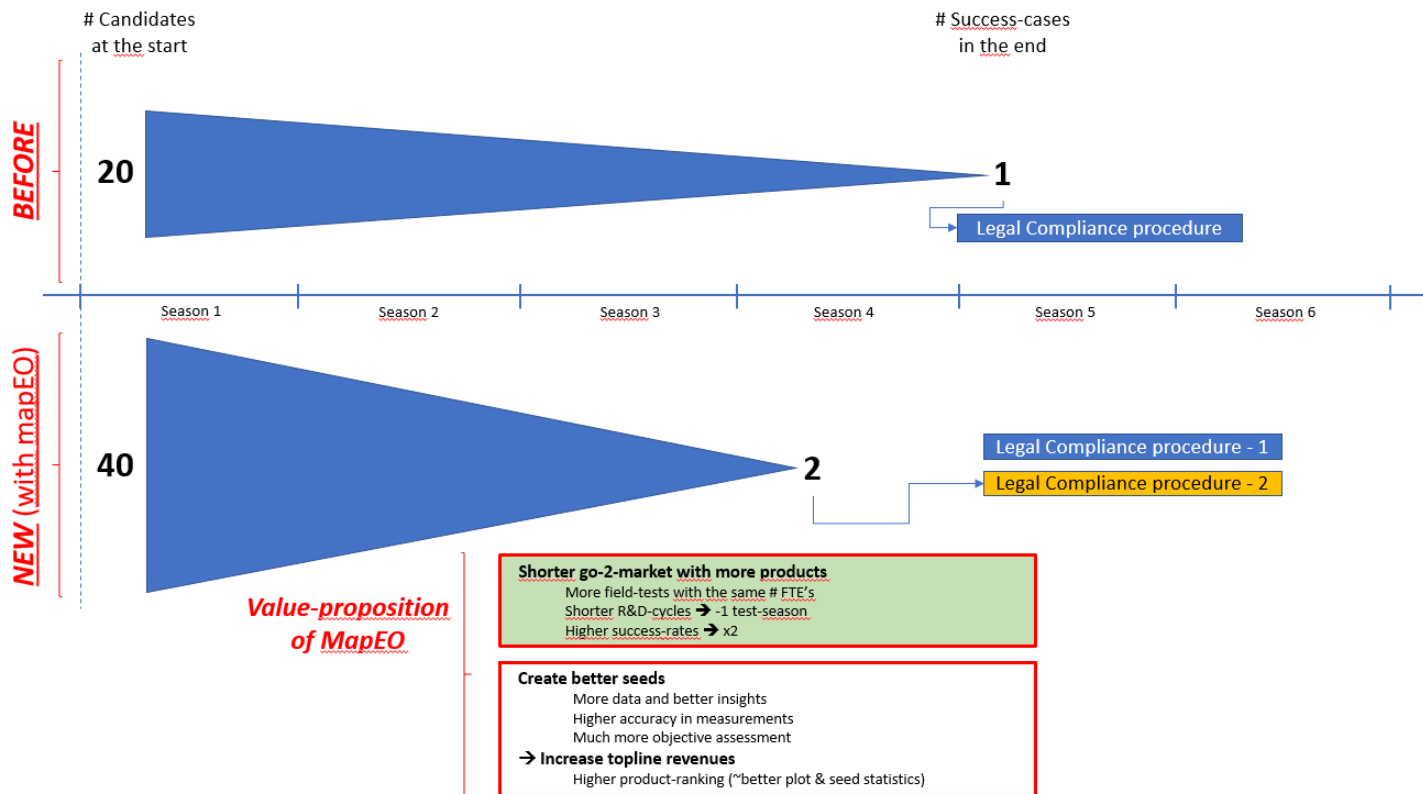 # Candidates
at the start
# Success-cases
in the end
BEFORE
20
1
Legal Compliance procedure
Season 1
Season 2
Season 3
Season 4
Season 5
Season 6
NEW (with mapEO)
40
2
Legal Compliance procedure - 1
Legal Compliance procedure - 2
Value-proposition
of MapEO
Shorter go-2-market with more products
More field-tests with the same # FTE's
Shorter R&D-cycles ➔ -1 test-season
Higher success-rates ➔ x2
Create better seeds
More data and better insights
Higher accuracy in measurements
Much more objective assessment
→ Increase topline revenues
Higher product-ranking (~better plot & seed statistics)